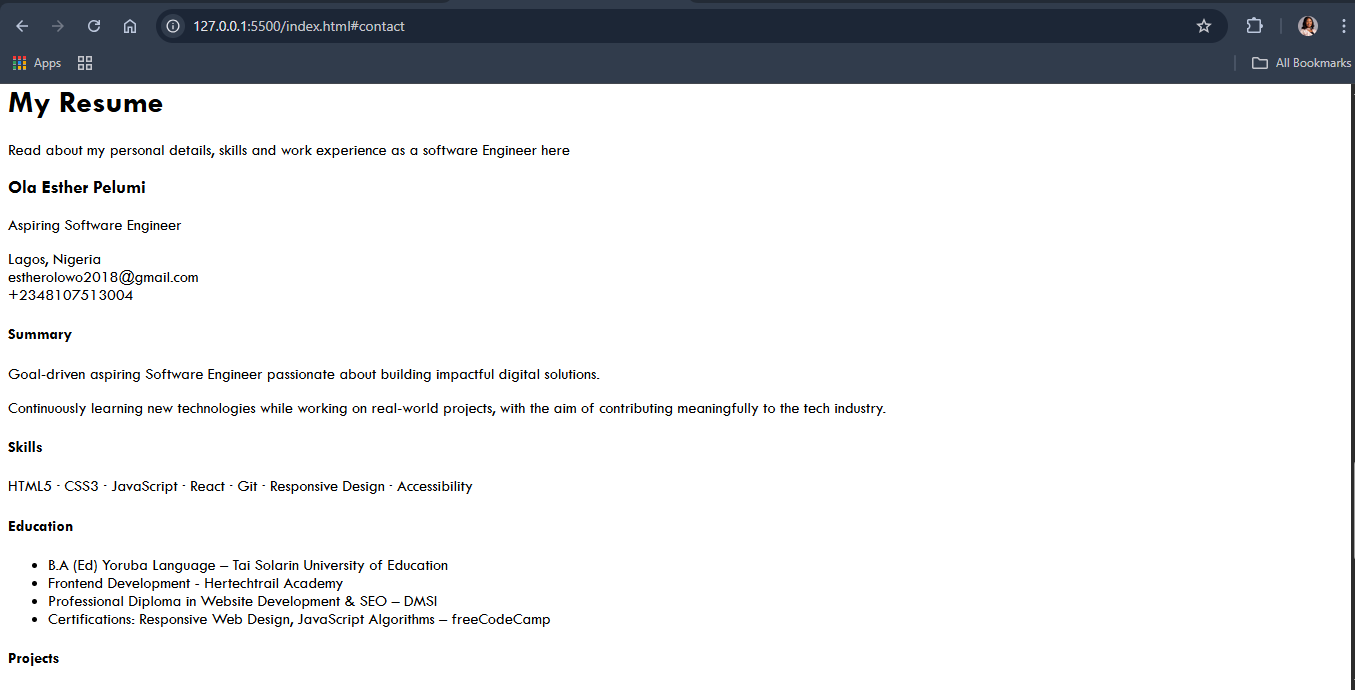 127.0.0.1:5500/index.html#contact
Apps
All Bookmarks
My Resume
Read about my personal details, skills and work experience as a software Engineer here
Ola Esther Pelumi
Aspiring Software Engineer
Lagos, Nigeria
estherolowo2018@gmail.com
+2348107513004
Summary
Goal-driven aspiring Software Engineer passionate about building impactful digital solutions.
Continuously learning new technologies while working on real-world projects, with the aim of contributing meaningfully to the tech industry.
Skills
HTML5 · CSS3 · JavaScript · React · Git · Responsive Design · Accessibility
Education
• B.A (Ed) Yoruba Language – Tai Solarin University of Education
• Frontend Development - Hertechtrail Academy
• Professional Diploma in Website Development & SEO – DMSI
• Certifications: Responsive Web Design, JavaScript Algorithms – freeCodeCamp
Projects